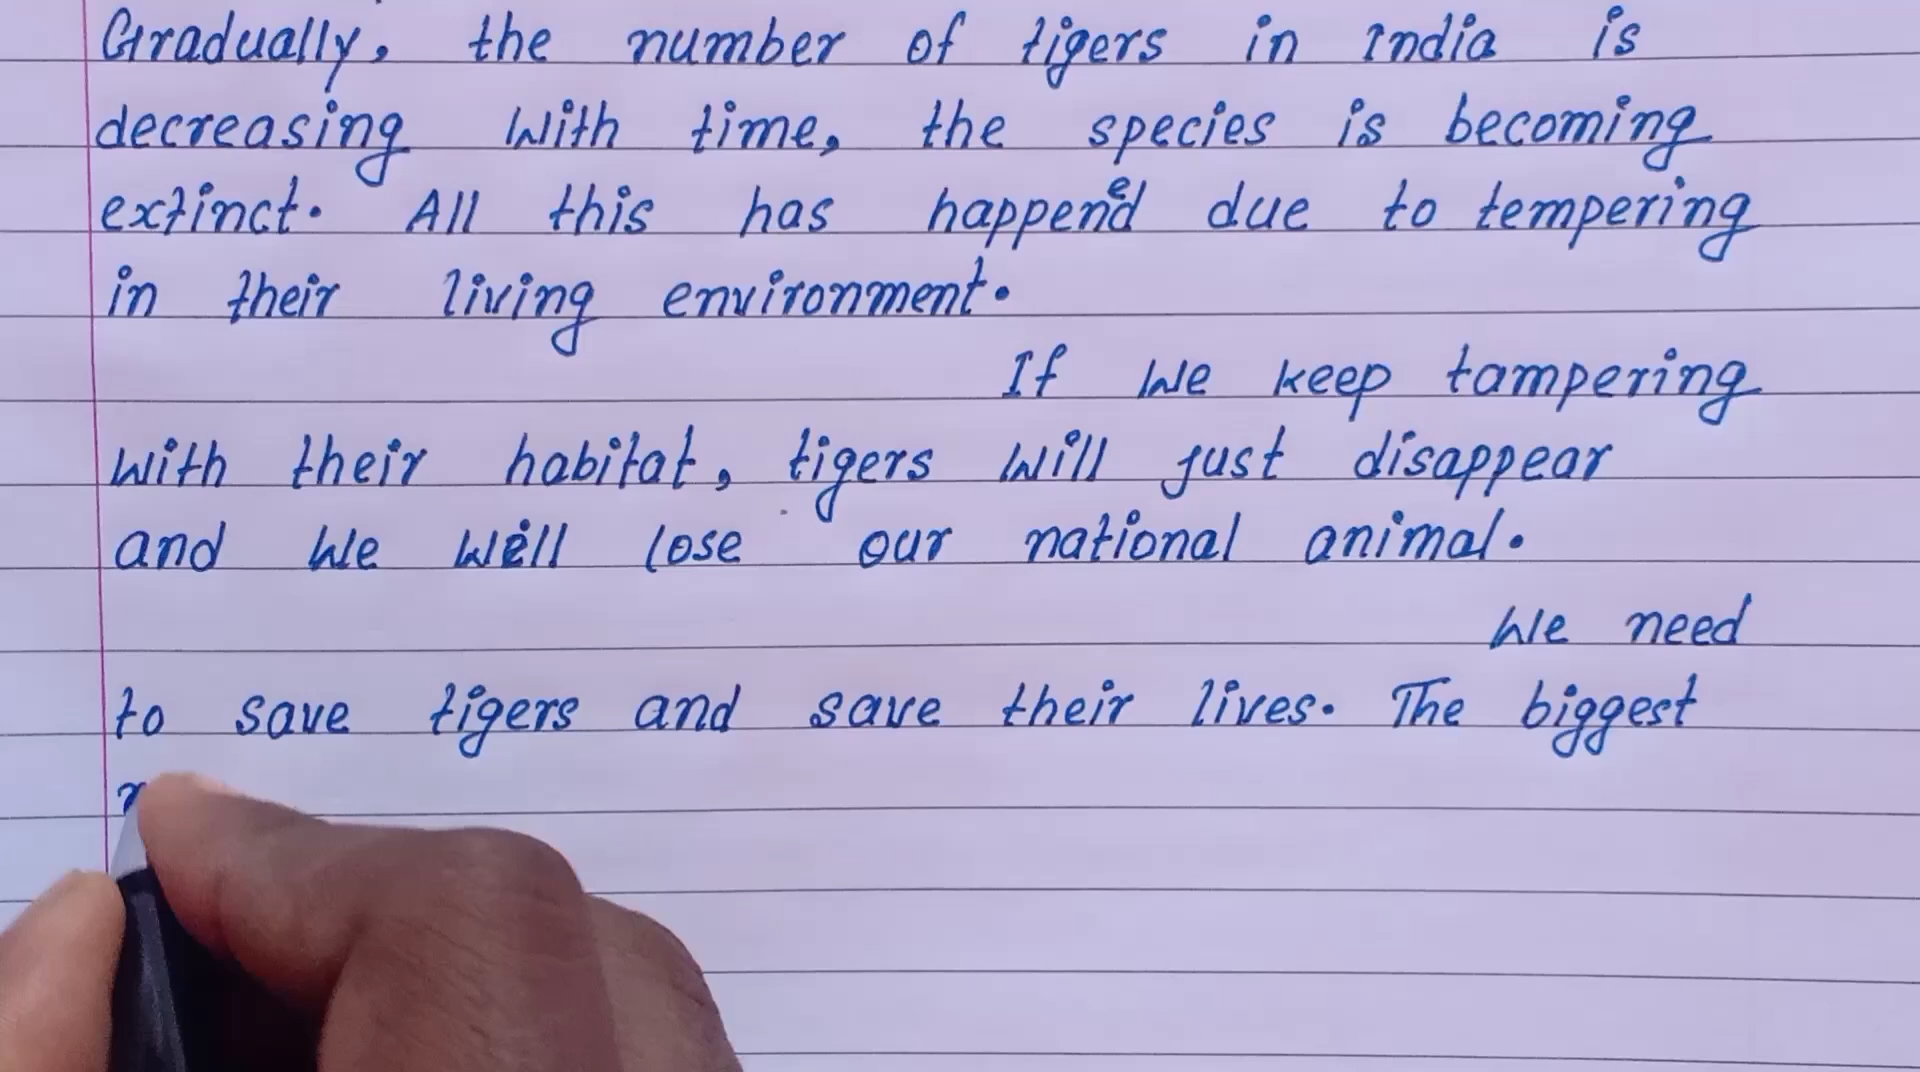 Gradually, the number of tigers in India is
decreasing with time, the species is becoming
extinct. All this has happened due to tempering
in their living environment.
If we keep tampering
with their habitat, tigers will just disappear
and we will lose our national animal.
We need
to save tigers and save their lives. The biggest